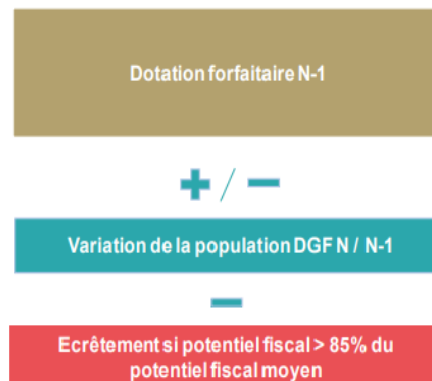 Dotation forfaitaire N-1
+ / −
Variation de la population DGF N / N-1
−
Ecrêtement si potentiel fiscal > 85% du
potentiel fiscal moyen